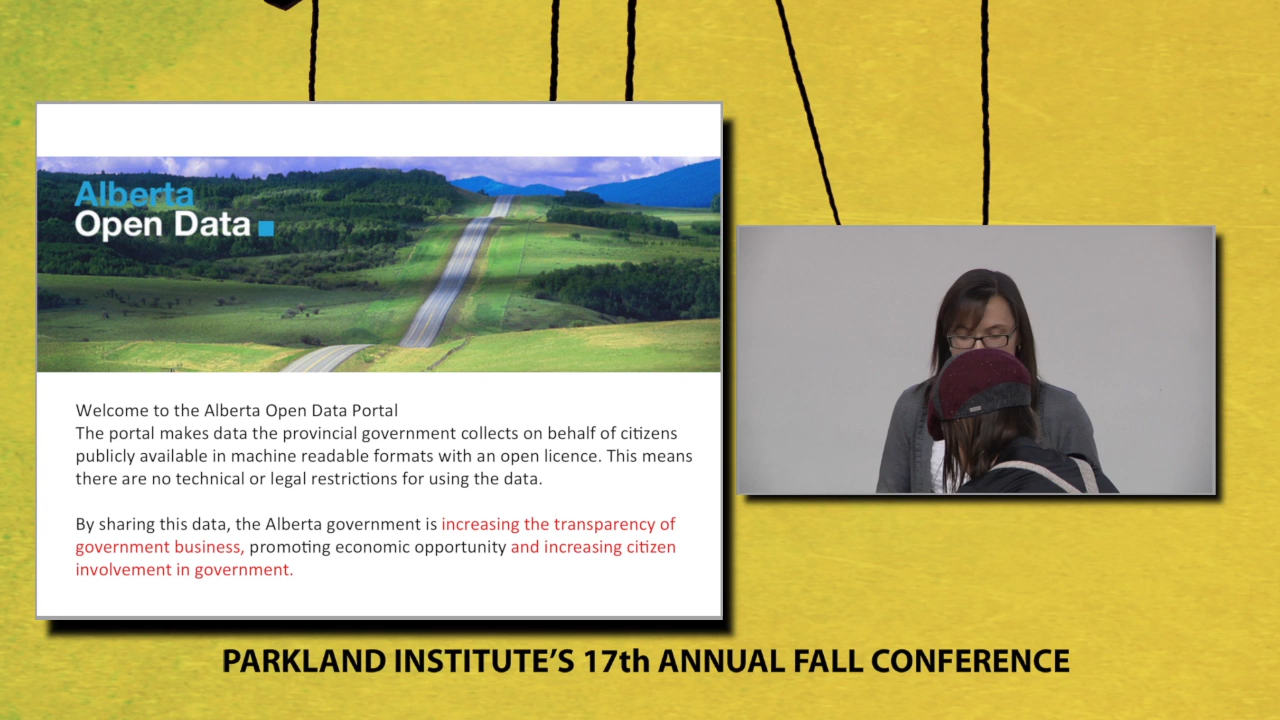 Alberta
Open Data
Welcome to the Alberta Open Data Portal
The portal makes data the provincial government collects on behalf of citizens
publicly available in machine readable formats with an open licence. This means
there are no technical or legal restrictions for using the data.
By sharing this data, the Alberta government is increasing the transparency of
government business, promoting economic opportunity and increasing citizen
involvement in government.
PARKLAND INSTITUTE’S 17th ANNUAL FALL CONFERENCE